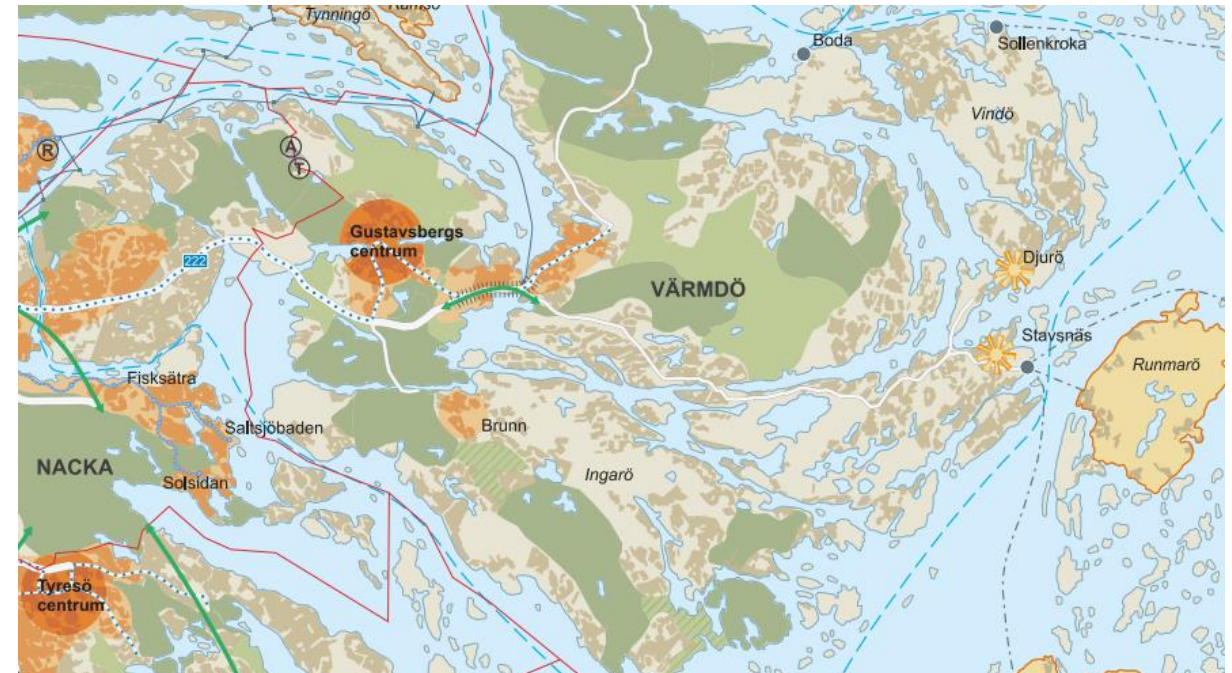 Tynningö
Ramsö
Boda
Sollenkroka
Vindö
R
A
T
Gustavsbergs
centrum
222
Djurö
VÄRMDÖ
Stavsnäs
Runmarö
Fisksätra
Saltsjöbaden
Brunn
NACKA
Solsidan
Ingarö
Tyresö
centrum